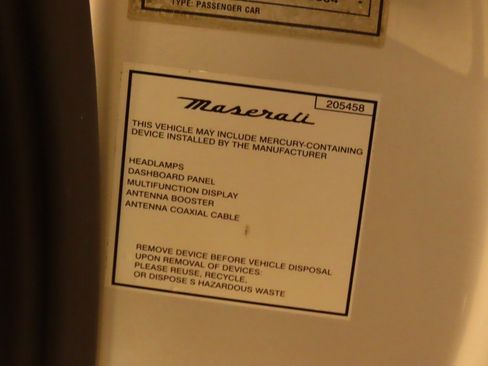 TYPE: PASSENGER CAR
Maserati
205458
THIS VEHICLE MAY INCLUDE MERCURY-CONTAINING
DEVICE INSTALLED BY THE MANUFACTURER
HEADLAMPS
DASHBOARD PANEL
MULTIFUNCTION DISPLAY
ANTENNA BOOSTER
ANTENNA COAXIAL CABLE
REMOVE DEVICE BEFORE VEHICLE DISPOSAL
UPON REMOVAL OF DEVICES:
PLEASE REUSE, RECYCLE,
OR DISPOSE S HAZARDOUS WASTE